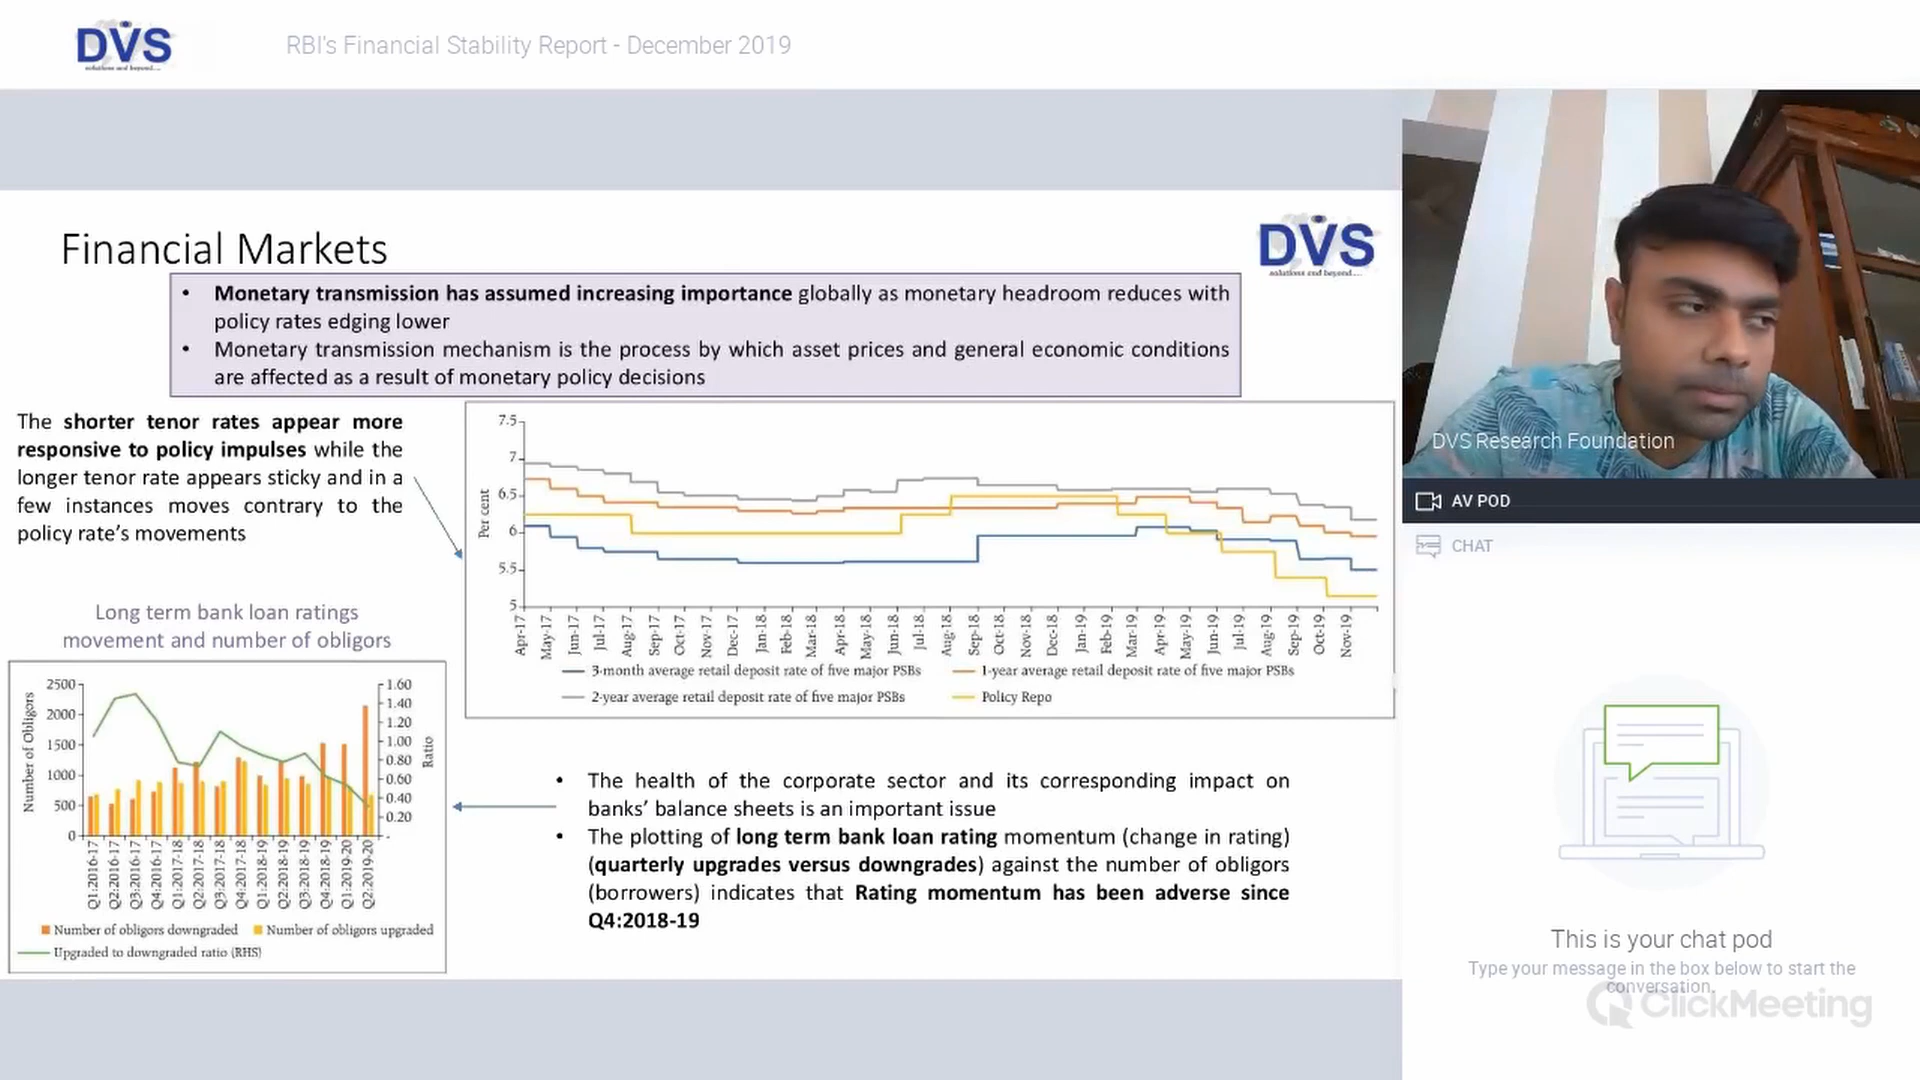 DVS
solutions and beyond....
RBI's Financial Stability Report - December 2019
Financial Markets
DVS
solutions and beyond....
• Monetary transmission has assumed increasing importance globally as monetary headroom reduces with
policy rates edging lower
• Monetary transmission mechanism is the process by which asset prices and general economic conditions
are affected as a result of monetary policy decisions
The shorter tenor rates appear more
responsive to policy impulses while the
longer tenor rate appears sticky and in a
few instances moves contrary to the
policy rate's movements
7.5
7
6.5
6
5.5
5
Per cent
Apr-17
May-17
Jun-17
Jul-17
Aug-17
Sep-17
Oct-17
Nov-17
Dec-17
Jan-18
Feb-18
Mar-18
Apr-18
May-18
Jun-18
Jul-18
Aug-18
Sep-18
Oct-18
Nov-18
Dec-18
Jan-19
Feb-19
Mar-19
Apr-19
May-19
Jun-19
Jul-19
Aug-19
Sep-19
Oct-19
Nov-19
3-month average retail deposit rate of five major PSBs
1-year average retail deposit rate of five major PSBs
2-year average retail deposit rate of five major PSBs
Policy Repo
Long term bank loan ratings
movement and number of obligors
2500
2000
1500
1000
500
0
Number of Obligors
1.60
1.40
1.20
1.00
0.80
0.60
0.40
0.20
-
Ratio
Q1:2016-17
Q2:2016-17
Q3:2016-17
Q4:2016-17
Q1:2017-18
Q2:2017-18
Q3:2017-18
Q4:2017-18
Q1:2018-19
Q2:2018-19
Q3:2018-19
Q4:2018-19
Q1:2019-20
Q2:2019-20
Number of obligors downgraded
Number of obligors upgraded
Upgraded to downgraded ratio (RHS)
• The health of the corporate sector and its corresponding impact on
banks' balance sheets is an important issue
• The plotting of long term bank loan rating momentum (change in rating)
(quarterly upgrades versus downgrades) against the number of obligors
(borrowers) indicates that Rating momentum has been adverse since
Q4:2018-19
DVS Research Foundation
AV POD
CHAT
This is your chat pod
Type your message in the box below to start the
conversation.
ClickMeeting